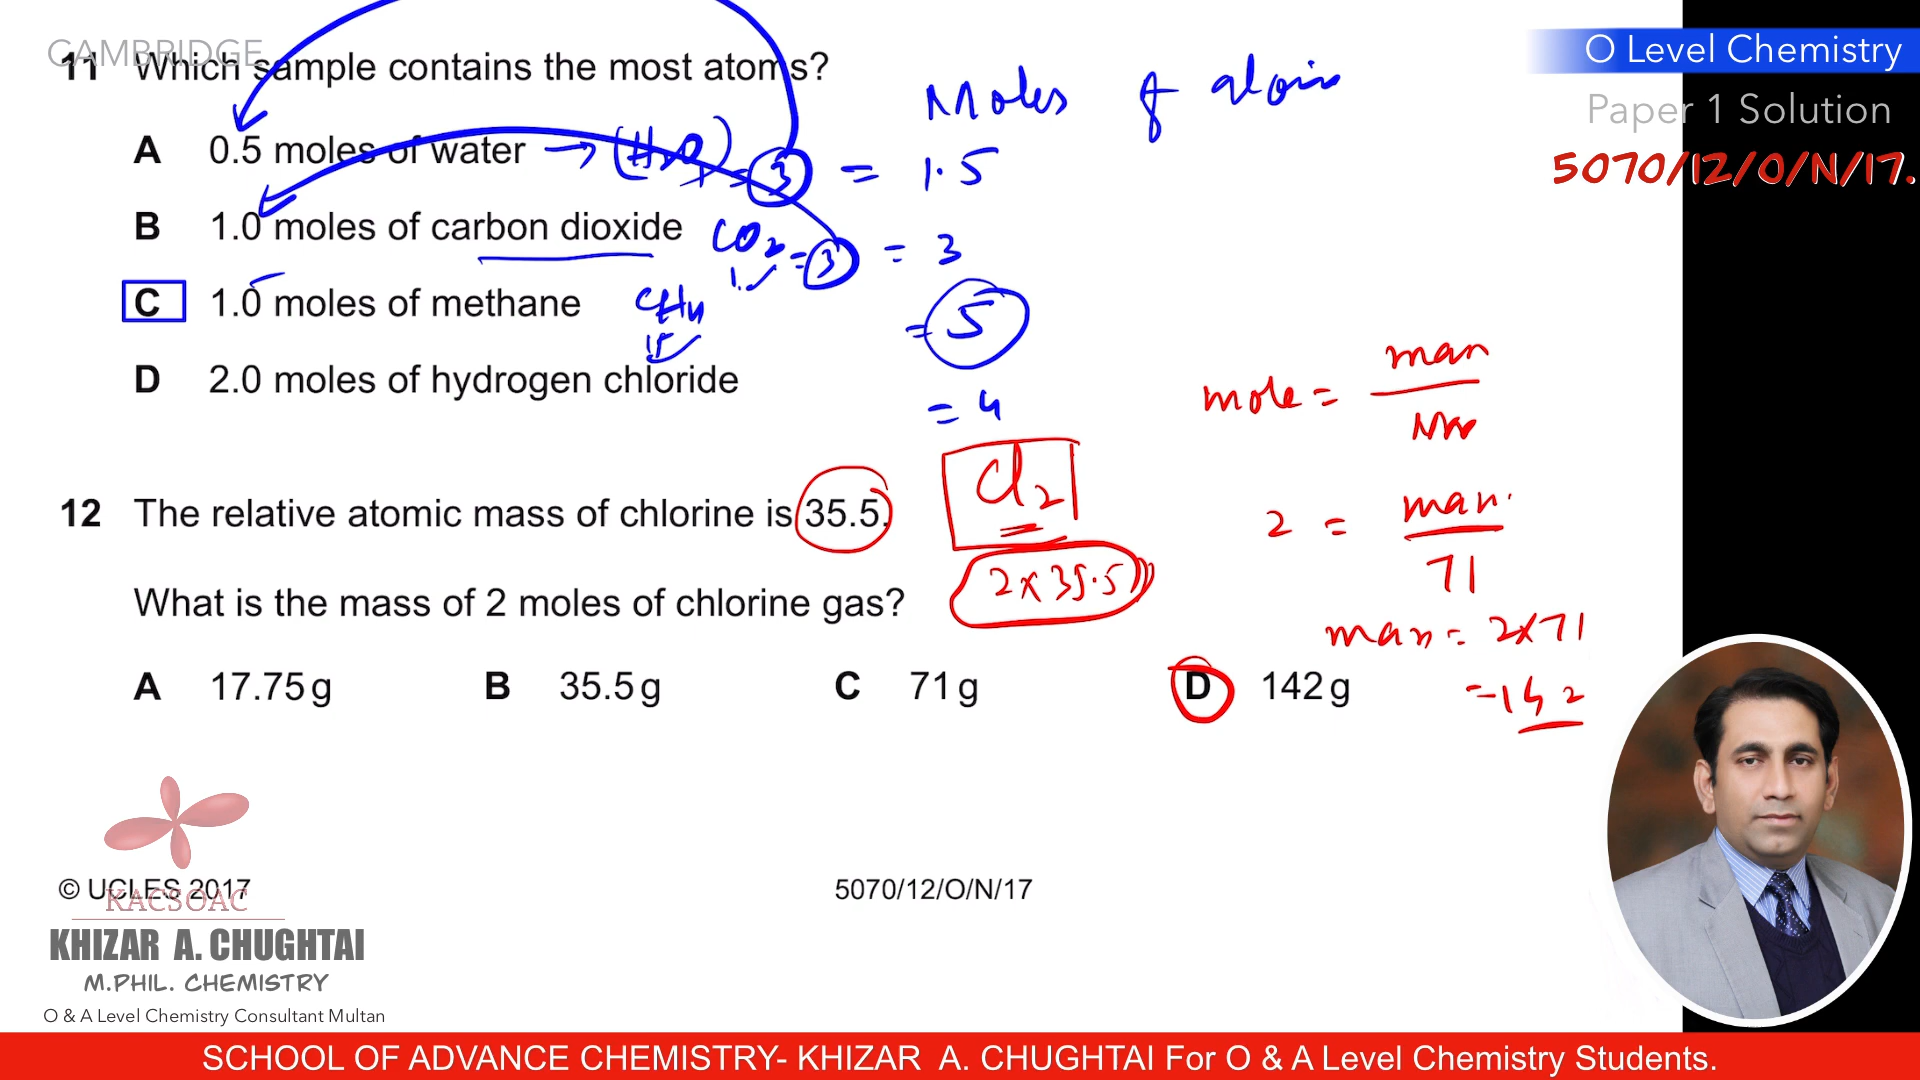 CAMBRIDGE
O Level Chemistry
Paper 1 Solution
5070/12/O/N/17.
11 Which sample contains the most atoms?
Moles of atoms
A 0.5 moles of water → (H2O) = 3 = 1.5
B 1.0 moles of carbon dioxide CO2 = 3 = 3
C 1.0 moles of methane CH4 = 5
D 2.0 moles of hydrogen chloride = 4
mole = mass / Mr
12 The relative atomic mass of chlorine is 35.5.
Cl2
2 = mass / 71
What is the mass of 2 moles of chlorine gas?
2 x 35.5
mass = 2x71
A 17.75 g B 35.5 g C 71 g D 142 g
= 142
© UCLES 2017
5070/12/O/N/17
KACSOAC
KHIZAR A. CHUGHTAI
M.PHIL. CHEMISTRY
O & A Level Chemistry Consultant Multan
SCHOOL OF ADVANCE CHEMISTRY- KHIZAR A. CHUGHTAI For O & A Level Chemistry Students.